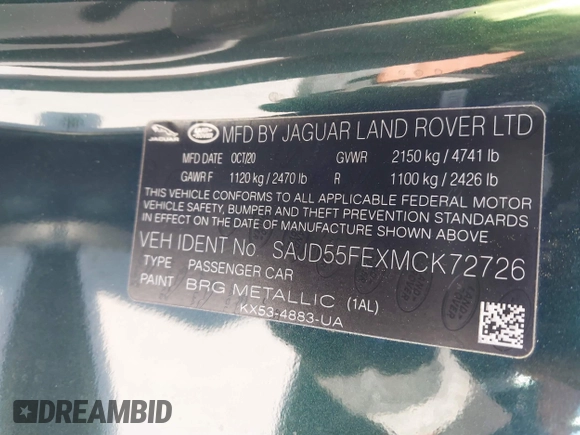 JAGUAR LAND ROVER MFD BY JAGUAR LAND ROVER LTD
MFD DATE OCT/20 GVWR 2150 kg / 4741 lb
GAWR F 1120 kg / 2470 lb R 1100 kg / 2426 lb
THIS VEHICLE CONFORMS TO ALL APPLICABLE FEDERAL MOTOR
VEHICLE SAFETY, BUMPER AND THEFT PREVENTION STANDARDS
IN EFFECT ON THE DATE OF MANUFACTURE SHOWN ABOVE.
VEH IDENT No SAJD55FEXMCK72726
TYPE PASSENGER CAR
PAINT BRG METALLIC (1AL)
KX53-4883-UA
DREAMBID